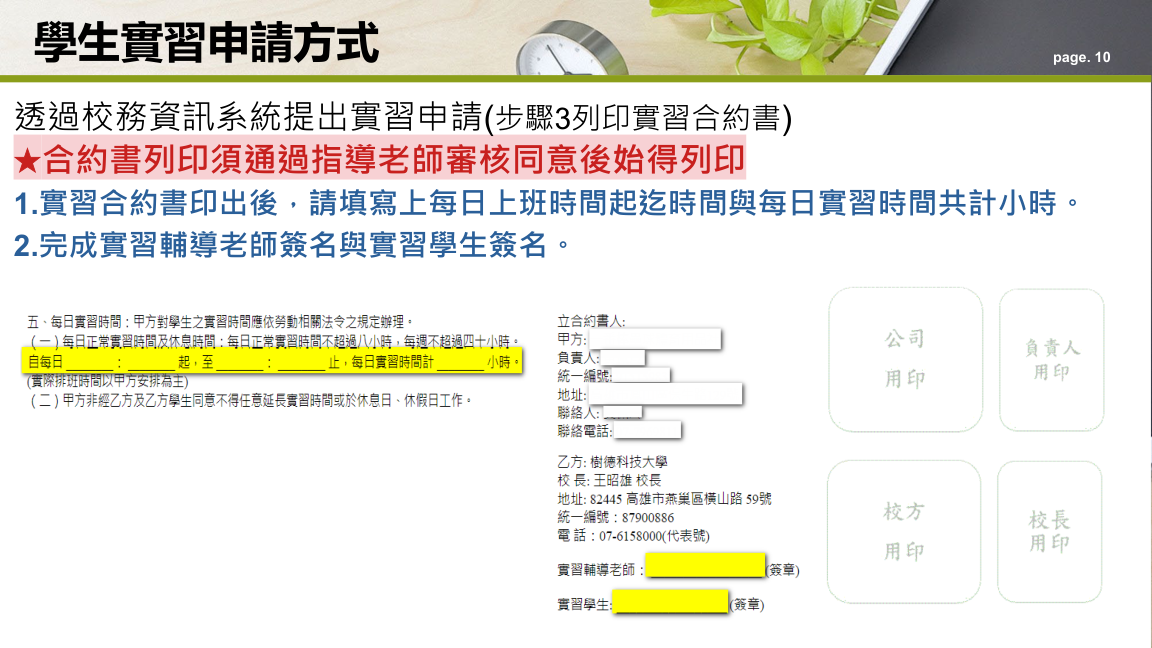 學生實習申請方式
page. 10
透過校務資訊系統提出實習申請(步驟3列印實習合約書)
★合約書列印須通過指導老師審核同意後始得列印
1.實習合約書印出後，請填寫上每日上班時間起迄時間與每日實習時間共計小時。
2.完成實習輔導老師簽名與實習學生簽名。
五、每日實習時間：甲方對學生之實習時間應依勞動相關法令之規定辦理。
（一）每日正常實習時間及休息時間：每日正常實習時間不超過八小時，每週不超過四十小時。
自每日 ______ ： ______ 起，至 ______ ： ______ 止，每日實習時間計 ______ 小時。
(實際排班時間以甲方安排為主)
（二）甲方非經乙方及乙方學生同意不得任意延長實習時間或於休息日、休假日工作。
立合約書人:
甲方:
負責人:
統一編號:
地址:
聯絡人:
聯絡電話:
乙方: 樹德科技大學
校 長: 王昭雄 校長
地址: 82445 高雄市燕巢區橫山路 59號
統一編號：87900886
電 話：07-6158000(代表號)
實習輔導老師： (簽章)
實習學生: (簽章)
公司
用印
負責人
用印
校方
用印
校長
用印